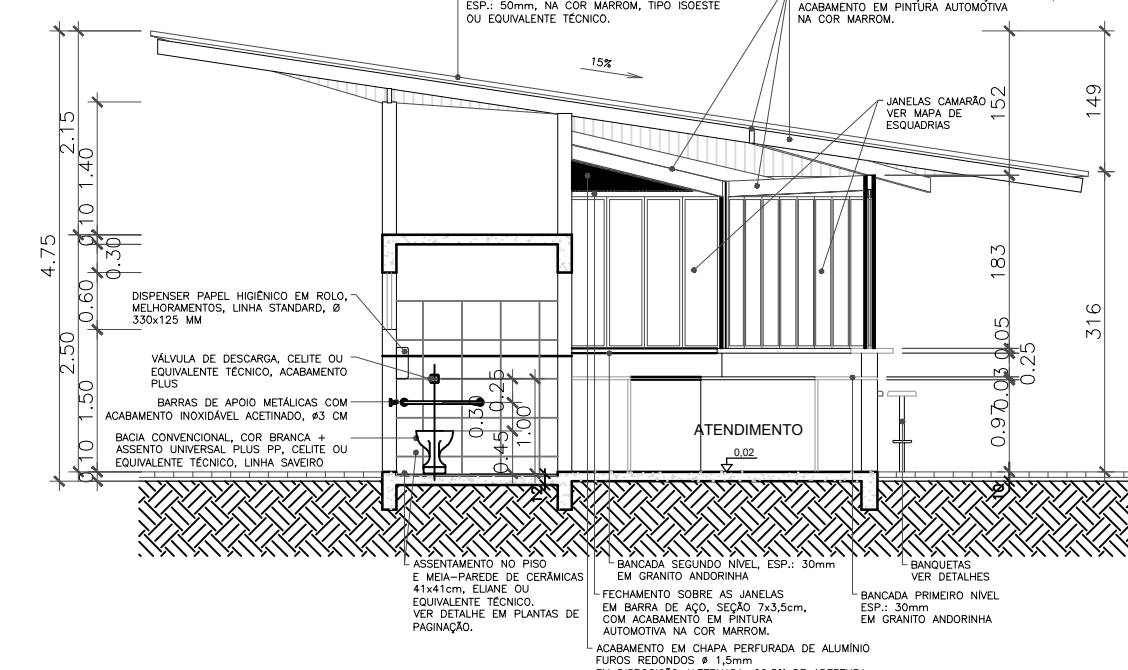 ESP.: 50mm, NA COR MARROM, TIPO ISOESTE
OU EQUIVALENTE TÉCNICO.
ACABAMENTO EM PINTURA AUTOMOTIVA
NA COR MARROM.
15%
JANELAS CAMARÃO
VER MAPA DE
ESQUADRIAS
4.75
2.15
2.50
1.40
0.10
0.30
0.60
1.50
0.10
152
149
183
316
0.05
0.25
0.03
0.97
10
DISPENSER PAPEL HIGIÊNICO EM ROLO,
MELHORAMENTOS, LINHA STANDARD, Ø
330x125 MM
VÁLVULA DE DESCARGA, CELITE OU
EQUIVALENTE TÉCNICO, ACABAMENTO
PLUS
BARRAS DE APOIO METÁLICAS COM
ACABAMENTO INOXIDÁVEL ACETINADO, ø3 CM
BACIA CONVENCIONAL, COR BRANCA +
ASSENTO UNIVERSAL PLUS PP, CELITE OU
EQUIVALENTE TÉCNICO, LINHA SAVEIRO
0.25
0.30
1.00
0.45
12
ATENDIMENTO
0,02
ASSENTAMENTO NO PISO
E MEIA-PAREDE DE CERÂMICAS
41x41cm, ELIANE OU
EQUIVALENTE TÉCNICO.
VER DETALHE EM PLANTAS DE
PAGINAÇÃO.
BANCADA SEGUNDO NÍVEL, ESP.: 30mm
EM GRANITO ANDORINHA
FECHAMENTO SOBRE AS JANELAS
EM BARRA DE AÇO, SEÇÃO 7x3,5cm,
COM ACABAMENTO EM PINTURA
AUTOMOTIVA NA COR MARROM.
ACABAMENTO EM CHAPA PERFURADA DE ALUMÍNIO
FUROS REDONDOS Ø 1,5mm
BANQUETAS
VER DETALHES
BANCADA PRIMEIRO NÍVEL
ESP.: 30mm
EM GRANITO ANDORINHA